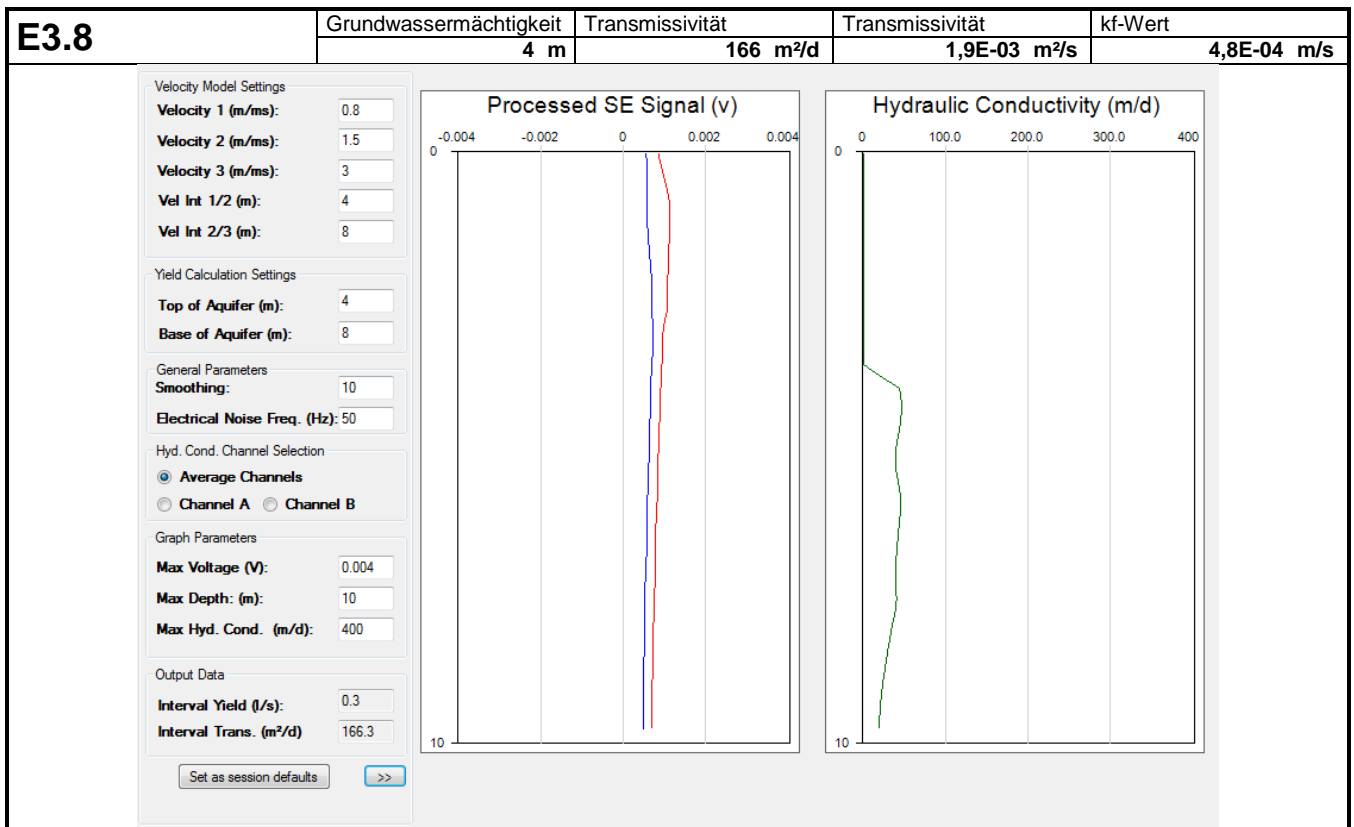 E3.8
Grundwassermächtigkeit Transmissivität Transmissivität kf-Wert
4 m 166 m²/d 1,9E-03 m²/s 4,8E-04 m/s
Velocity Model Settings
Velocity 1 (m/ms): 0.8
Velocity 2 (m/ms): 1.5
Velocity 3 (m/ms): 3
Vel Int 1/2 (m): 4
Vel Int 2/3 (m): 8
Yield Calculation Settings
Top of Aquifer (m): 4
Base of Aquifer (m): 8
General Parameters
Smoothing: 10
Electrical Noise Freq. (Hz): 50
Hyd. Cond. Channel Selection
Average Channels
Channel A Channel B
Graph Parameters
Max Voltage (V): 0.004
Max Depth: (m): 10
Max Hyd. Cond. (m/d): 400
Output Data
Interval Yield (l/s): 0.3
Interval Trans. (m²/d) 166.3
Set as session defaults >>
Processed SE Signal (v)
-0.004 -0.002 0 0.002 0.004
0
10
Hydraulic Conductivity (m/d)
0 100.0 200.0 300.0 400
0
10